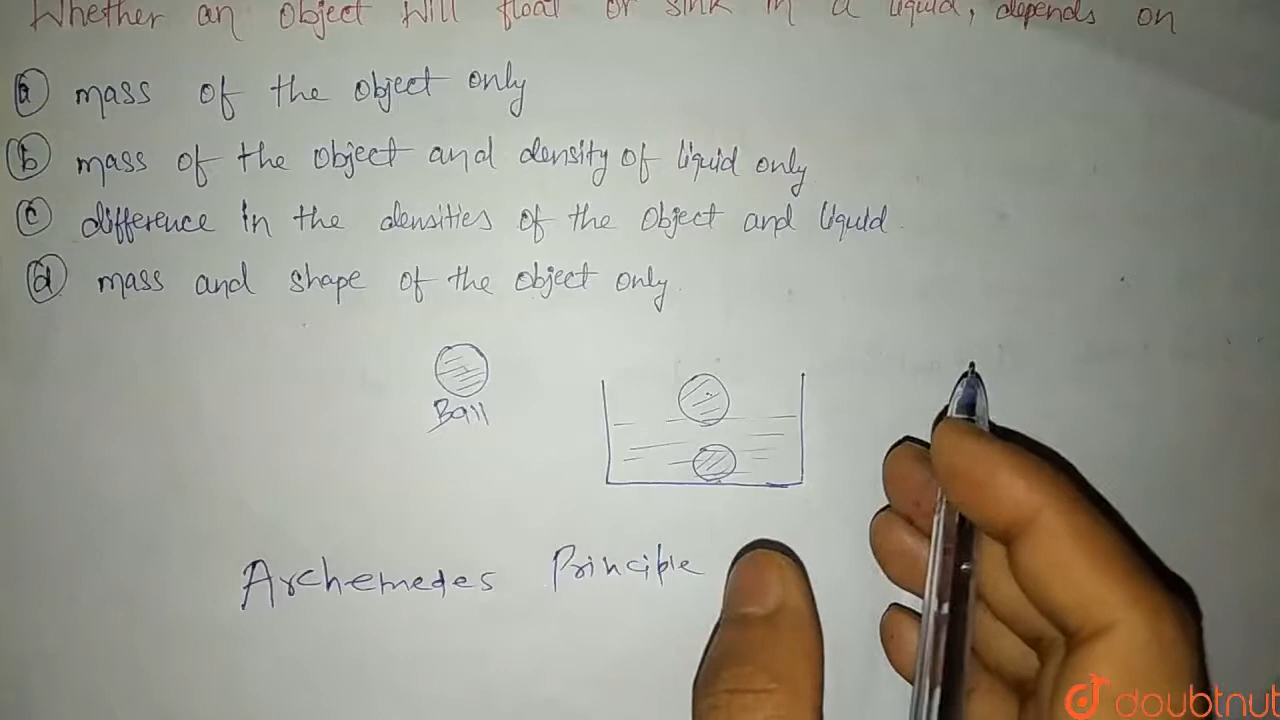 Whether an object will float or sink in a liquid, depends on
(a) mass of the object only
(b) mass of the object and density of liquid only
(c) difference in the densities of the object and liquid.
(d) mass and shape of the object only.
Ball
Archemedes Principle
doubtnut